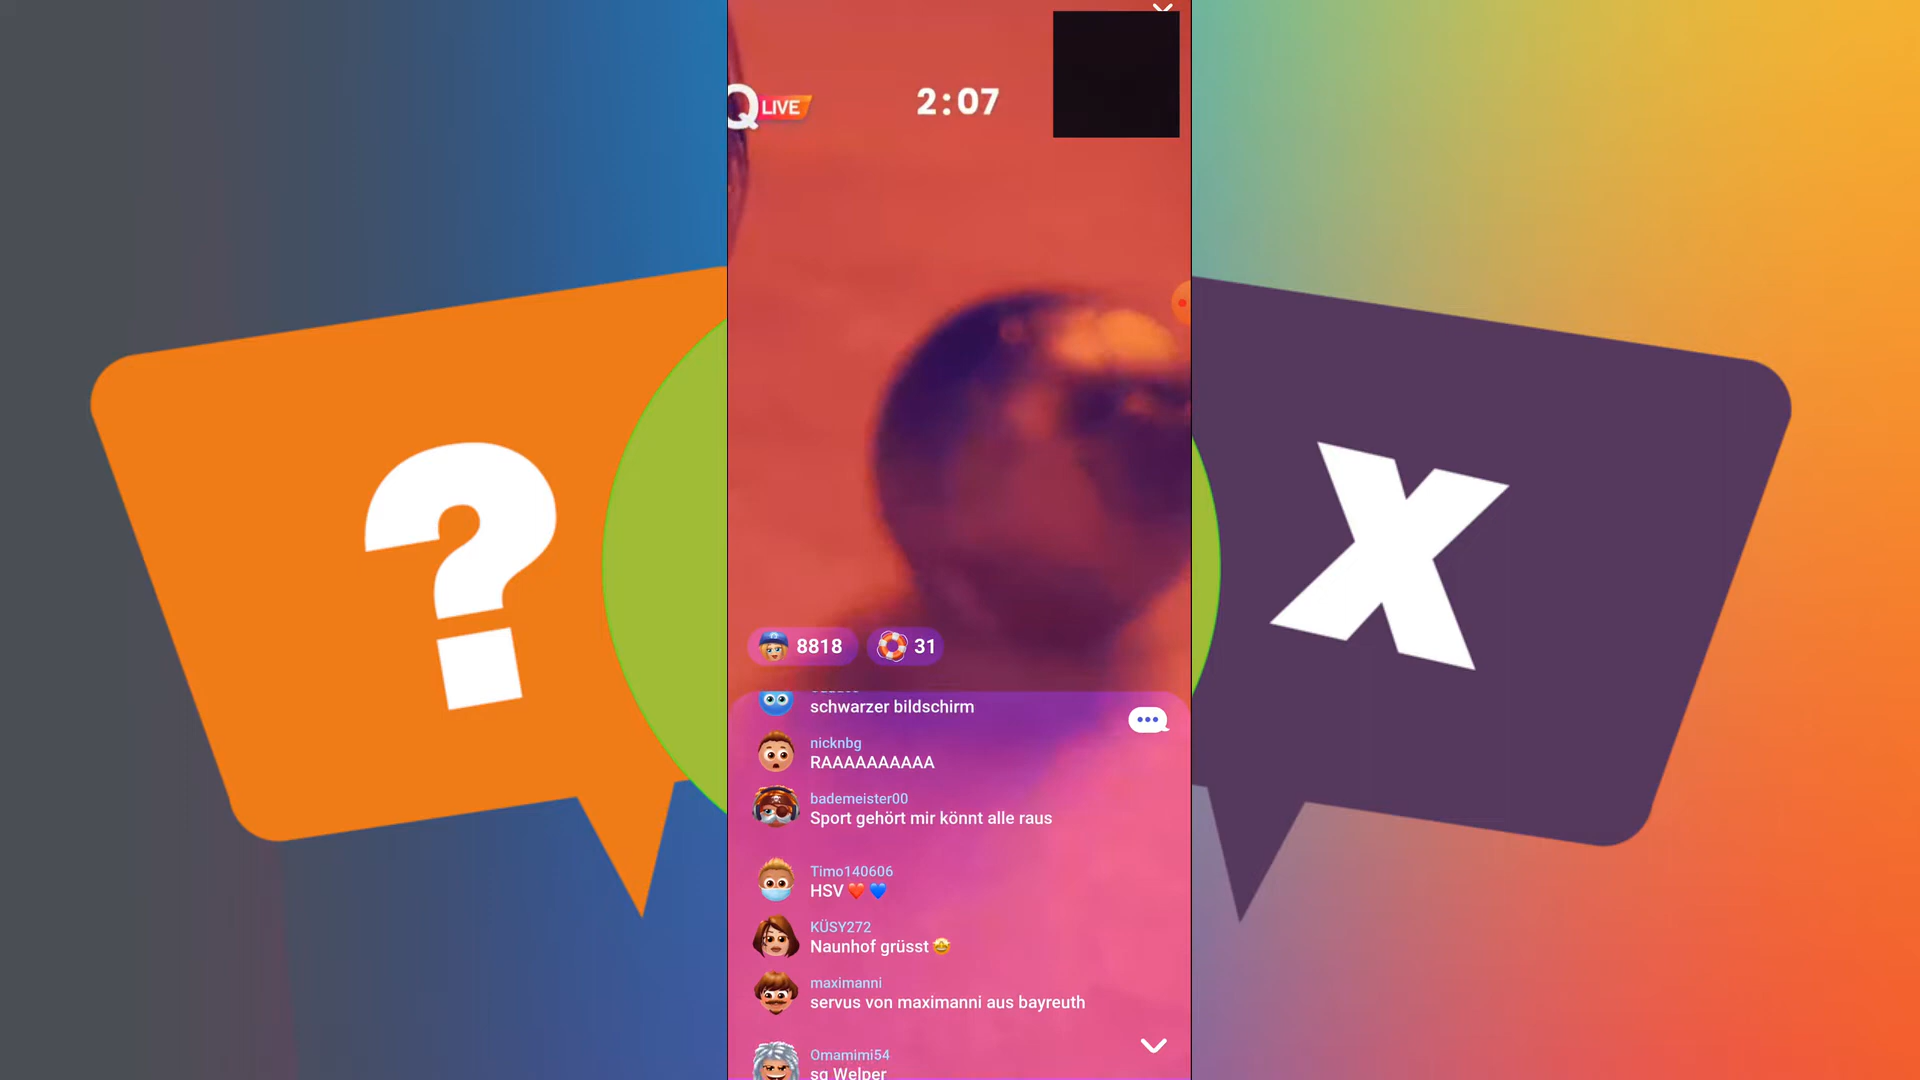 Q LIVE
2:07
?
X
8818
31
schwarzer bildschirm
nicknbg
RAAAAAAAAAA
bademeister00
Sport gehört mir könnt alle raus
Timo140606
HSV ❤️ 💙
KÜSY272
Naunhof grüsst 🤩
maximanni
servus von maximanni aus bayreuth
Omamimi54
sg Welper